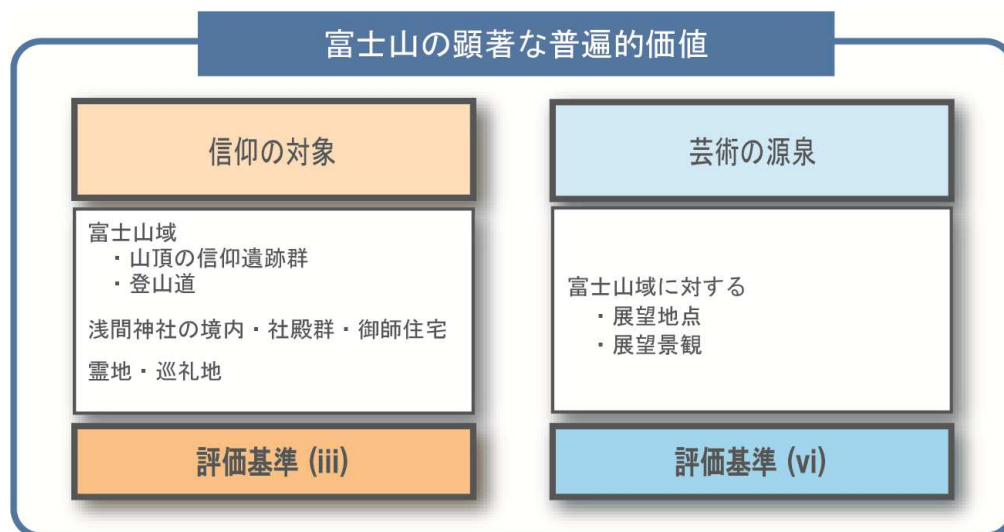 富士山の顕著な普遍的価値
信仰の対象
富士山域
・山頂の信仰遺跡群
・登山道
浅間神社の境内・社殿群・御師住宅
霊地・巡礼地
評価基準 (iii)
芸術の源泉
富士山域に対する
・展望地点
・展望景観
評価基準 (vi)